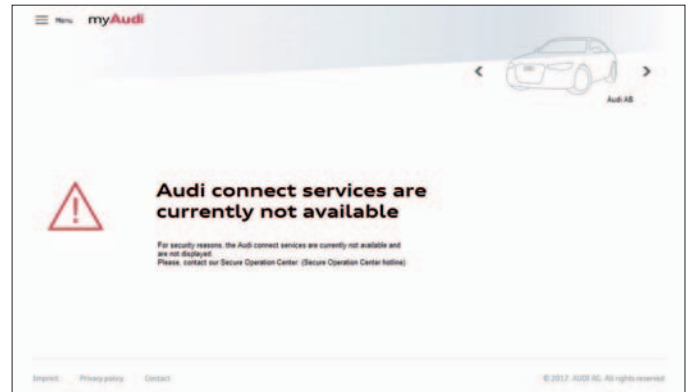 Menu myAudi
Audi A8
Audi connect services are
currently not available
For security reasons, the Audi connect services are currently not available and
are not displayed.
Please, contact our Secure Operation Center. (Secure Operation Center hotline)
Imprint Privacy policy Contact © 2017. AUDI AG. All rights reserved